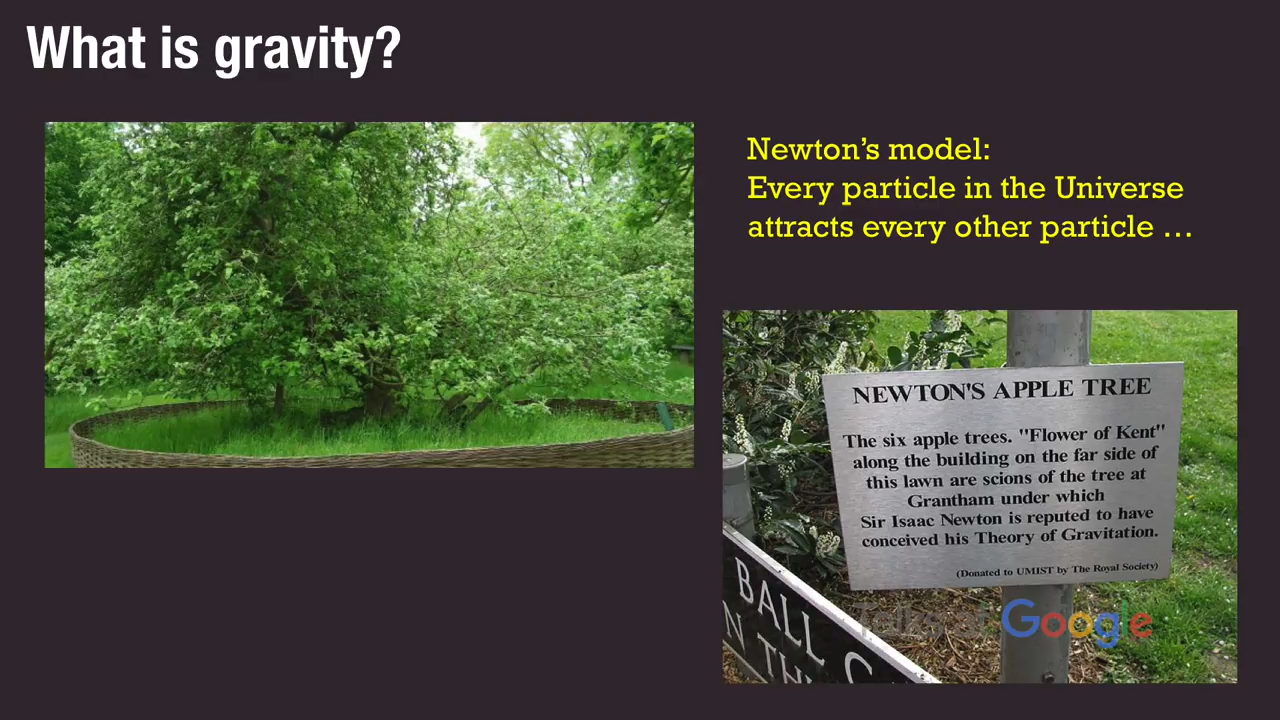 What is gravity?
Newton's model:
Every particle in the Universe
attracts every other particle …
NEWTON'S APPLE TREE
The six apple trees. "Flower of Kent"
along the building on the far side of
this lawn are scions of the tree at
Grantham under which
Sir Isaac Newton is reputed to have
conceived his Theory of Gravitation.
(Donated to UMIST by The Royal Society)
BALL
Talks at Google